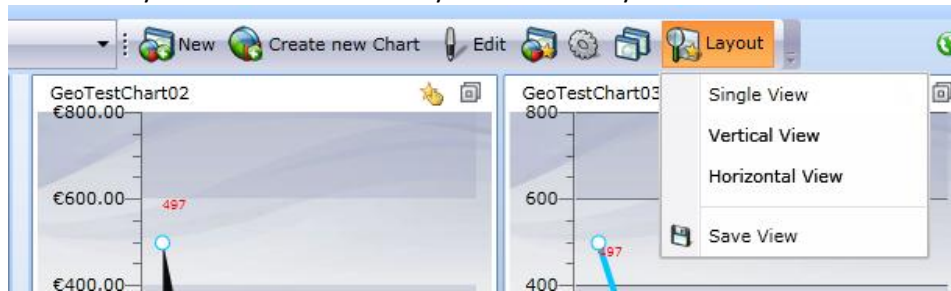 New Create new Chart Edit Layout
GeoTestChart02
€800.00
€600.00
497
€400.00
GeoTestChart03
800
600
497
400
Single View
Vertical View
Horizontal View
Save View